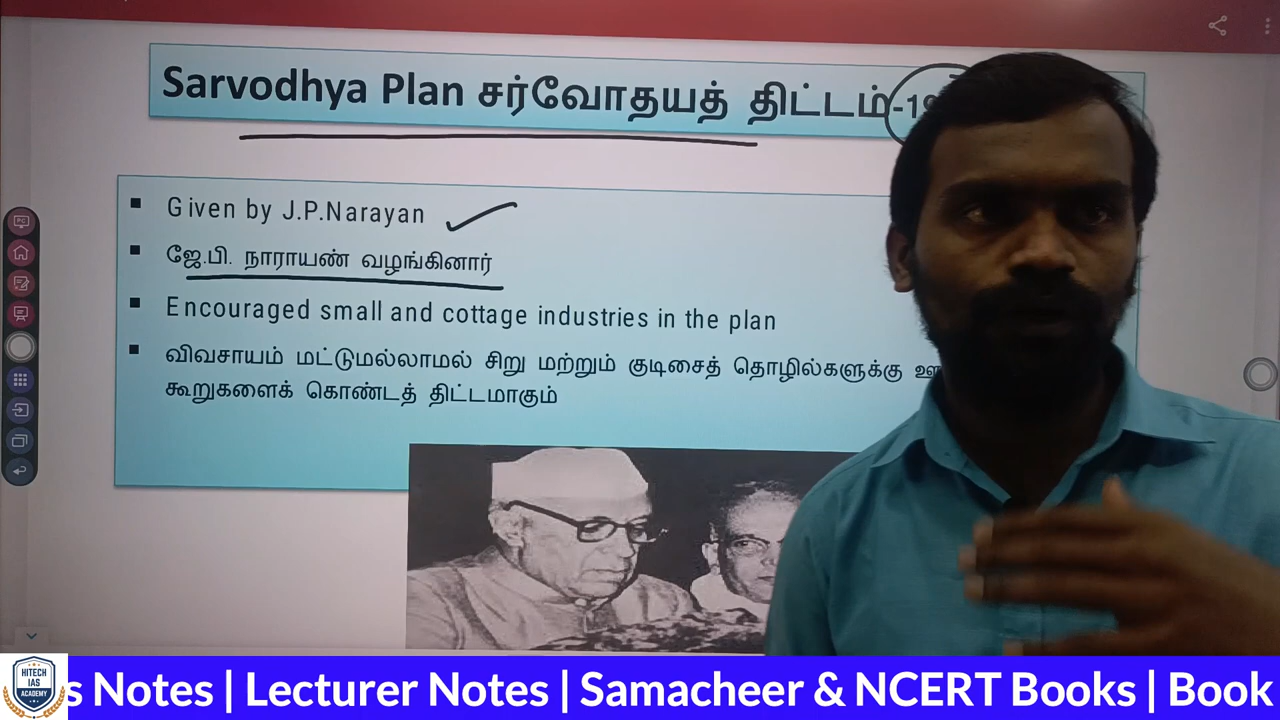 Sarvodhya Plan சர்வோதயத் திட்டம்-19
Given by J.P.Narayan
ஜே.பி. நாராயண் வழங்கினார்
Encouraged small and cottage industries in the plan
விவசாயம் மட்டுமல்லாமல் சிறு மற்றும் குடிசைத் தொழில்களுக்கு
கூறுகளைக் கொண்டத் திட்டமாகும்
HITECH
IAS
ACADEMY
s Notes | Lecturer Notes | Samacheer & NCERT Books | Book